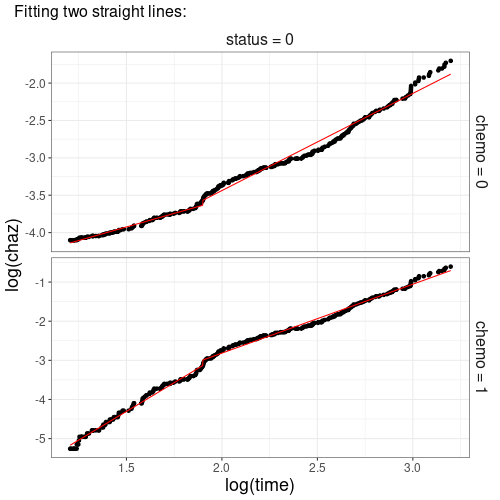 Fitting two straight lines:
status = 0
-2.0
-2.5
-3.0
-3.5
-4.0
chemo = 0
log(chaz)
-1
-2
-3
-4
-5
chemo = 1
1.5 2.0 2.5 3.0
log(time)